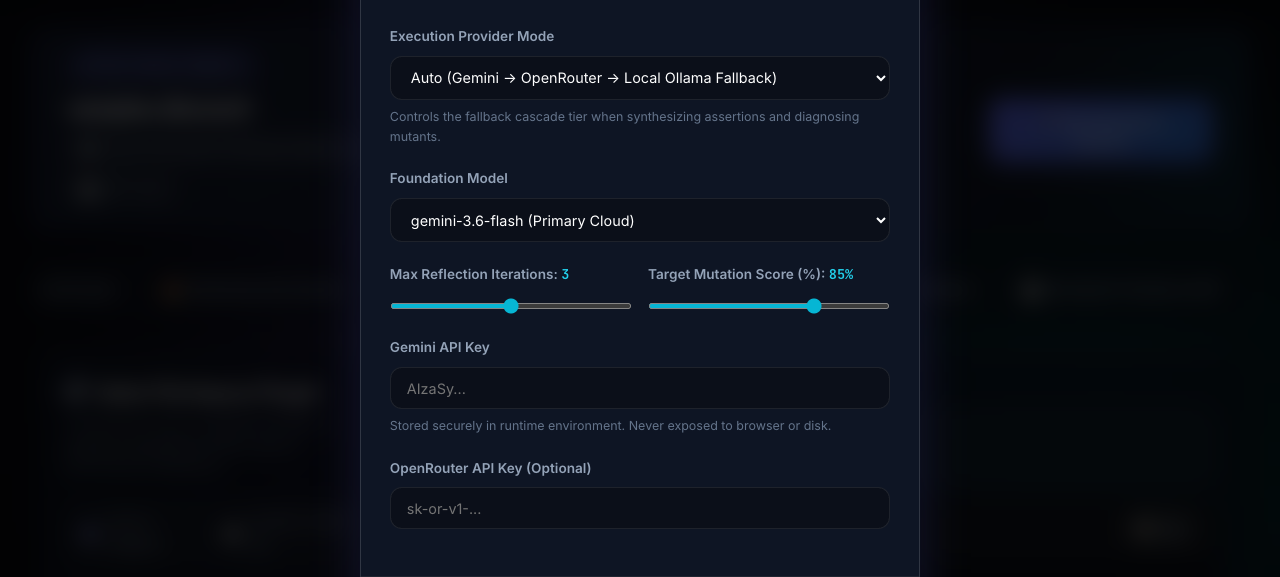 Execution Provider Mode
Auto (Gemini → OpenRouter → Local Ollama Fallback)
Controls the fallback cascade tier when synthesizing assertions and diagnosing
mutants.
Foundation Model
gemini-3.6-flash (Primary Cloud)
Max Reflection Iterations: 3
Target Mutation Score (%): 85%
Gemini API Key
AIzaSy...
Stored securely in runtime environment. Never exposed to browser or disk.
OpenRouter API Key (Optional)
sk-or-v1-...